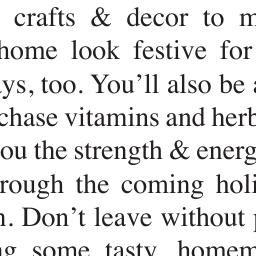 crafts & decor to m
home look festive for
ys, too. You'll also be a
chase vitamins and herb
ou the strength & energ
rough the coming holi
n. Don't leave without p
ng some tasty, homem